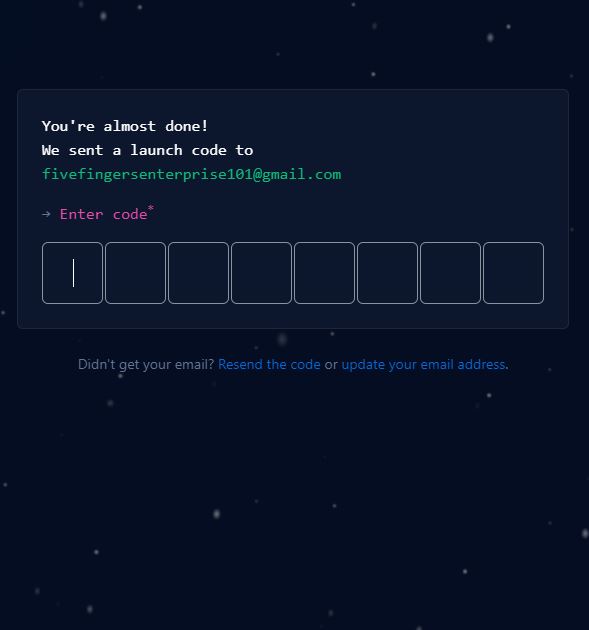 You're almost done!
We sent a launch code to
fivefingersenterprise101@gmail.com
→ Enter code*
Didn't get your email? Resend the code or update your email address.